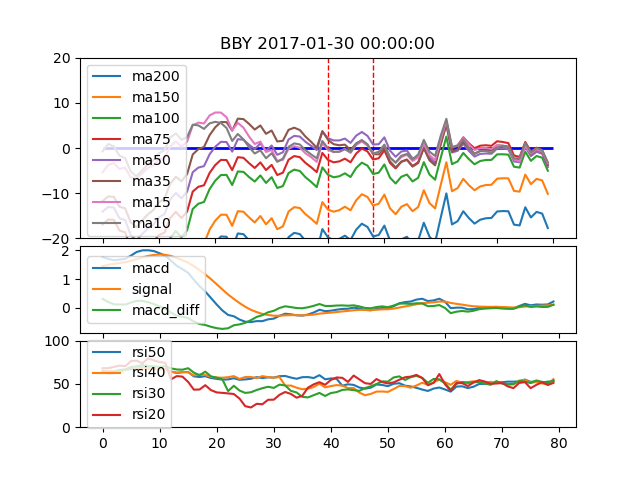 BBY 2017-01-30 00:00:00
20
10
0
−10
−20
ma200
ma150
ma100
ma75
ma50
ma35
ma15
ma10
2
1
0
macd
signal
macd_diff
100
50
0
rsi50
rsi40
rsi30
rsi20
0 10 20 30 40 50 60 70 80